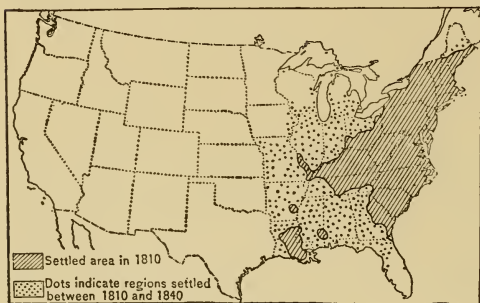 Settled area in 1810
Dots indicate regions settled
between 1810 and 1840